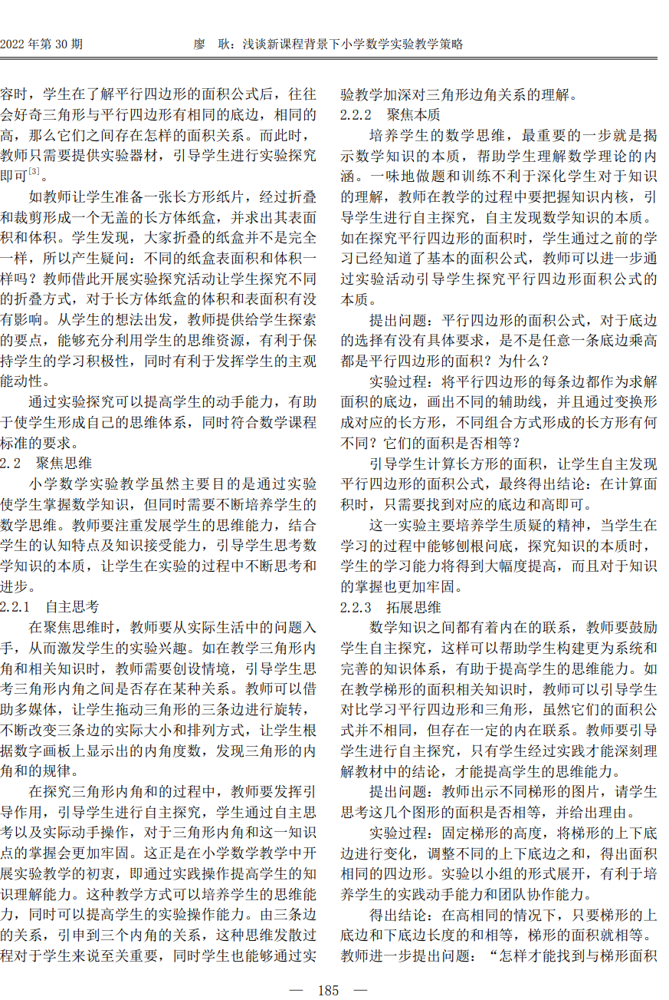 2022 年第 30 期
廖　耿：浅谈新课程背景下小学数学实验教学策略
容时，学生在了解平行四边形的面积公式后，往往
会好奇三角形与平行四边形有相同的底边，相同的
高，那么它们之间存在怎样的面积关系。而此时，
教师只需要提供实验器材，引导学生进行实验探究
即可[3]。
如教师让学生准备一张长方形纸片，经过折叠
和裁剪形成一个无盖的长方体纸盒，并求出其表面
积和体积。学生发现，大家折叠的纸盒并不是完全
一样，所以产生疑问：不同的纸盒表面积和体积一
样吗？教师借此开展实验探究活动让学生探究不同
的折叠方式，对于长方体纸盒的体积和表面积有没
有影响。从学生的想法出发，教师提供给学生探索
的要点，能够充分利用学生的思维资源，有利于保
持学生的学习积极性，同时有利于发挥学生的主观
能动性。
通过实验探究可以提高学生的动手能力，有助
于使学生形成自己的思维体系，同时符合数学课程
标准的要求。
2.2　聚焦思维
小学数学实验教学虽然主要目的是通过实验
使学生掌握数学知识，但同时需要不断培养学生的
数学思维。教师要注重发展学生的思维能力，结合
学生的认知特点及知识接受能力，引导学生思考数
学知识的本质，让学生在实验的过程中不断思考和
进步。
2.2.1　自主思考
在聚焦思维时，教师要从实际生活中的问题入
手，从而激发学生的实验兴趣。如在教学三角形内
角和相关知识时，教师需要创设情境，引导学生思
考三角形内角之间是否存在某种关系。教师可以借
助多媒体，让学生拖动三角形的三条边进行旋转，
不断改变三条边的实际大小和排列方式，让学生根
据数字画板上显示出的内角度数，发现三角形的内
角和的规律。
在探究三角形内角和的过程中，教师要发挥引
导作用，引导学生进行自主探究，学生通过自主思
考以及实际动手操作，对于三角形内角和这一知识
点的掌握会更加牢固。这正是在小学数学教学中开
展实验教学的初衷，即通过实践操作提高学生的知
识理解能力。这种教学方式可以培养学生的思维能
力，同时可以提高学生的实验操作能力。由三条边
的关系，引申到三个内角的关系，这种思维发散过
程对于学生来说至关重要，同时学生也能够通过实
验教学加深对三角形边角关系的理解。
2.2.2　聚焦本质
培养学生的数学思维，最重要的一步就是揭
示数学知识的本质，帮助学生理解数学理论的内
涵。一味地做题和训练不利于深化学生对于知识
的理解，教师在教学的过程中要把握知识内核，引
导学生进行自主探究，自主发现数学知识的本质。
如在探究平行四边形的面积时，学生通过之前的学
习已经知道了基本的面积公式，教师可以进一步通
过实验活动引导学生探究平行四边形面积公式的
本质。
提出问题：平行四边形的面积公式，对于底边
的选择有没有具体要求，是不是任意一条底边乘高
都是平行四边形的面积？为什么？
实验过程：将平行四边形的每条边都作为求解
面积的底边，画出不同的辅助线，并且通过变换形
成对应的长方形，不同组合方式形成的长方形有何
不同？它们的面积是否相等？
引导学生计算长方形的面积，让学生自主发现
平行四边形的面积公式，最终得出结论：在计算面
积时，只需要找到对应的底边和高即可。
这一实验主要培养学生质疑的精神，当学生在
学习的过程中能够刨根问底，探究知识的本质时，
学生的学习能力将得到大幅度提高，而且对于知识
的掌握也更加牢固。
2.2.3　拓展思维
数学知识之间都有着内在的联系，教师要鼓励
学生自主探究，这样可以帮助学生构建更为系统和
完善的知识体系，有助于提高学生的思维能力。如
在教学梯形的面积相关知识时，教师可以引导学生
对比学习平行四边形和三角形，虽然它们的面积公
式并不相同，但存在一定的内在联系。教师要引导
学生进行自主探究，只有学生经过实践才能深刻理
解教材中的结论，才能提高学生的思维能力。
提出问题：教师出示不同梯形的图片，请学生
思考这几个图形的面积是否相等，并给出理由。
实验过程：固定梯形的高度，将梯形的上下底
边进行变化，调整不同的上下底边之和，得出面积
相同的四边形。实验以小组的形式展开，有利于培
养学生的实践动手能力和团队协作能力。
得出结论：在高相同的情况下，只要梯形的上
底边和下底边长度的和相等，梯形的面积就相等。
教师进一步提出问题：“怎样才能找到与梯形面积
— 185 —